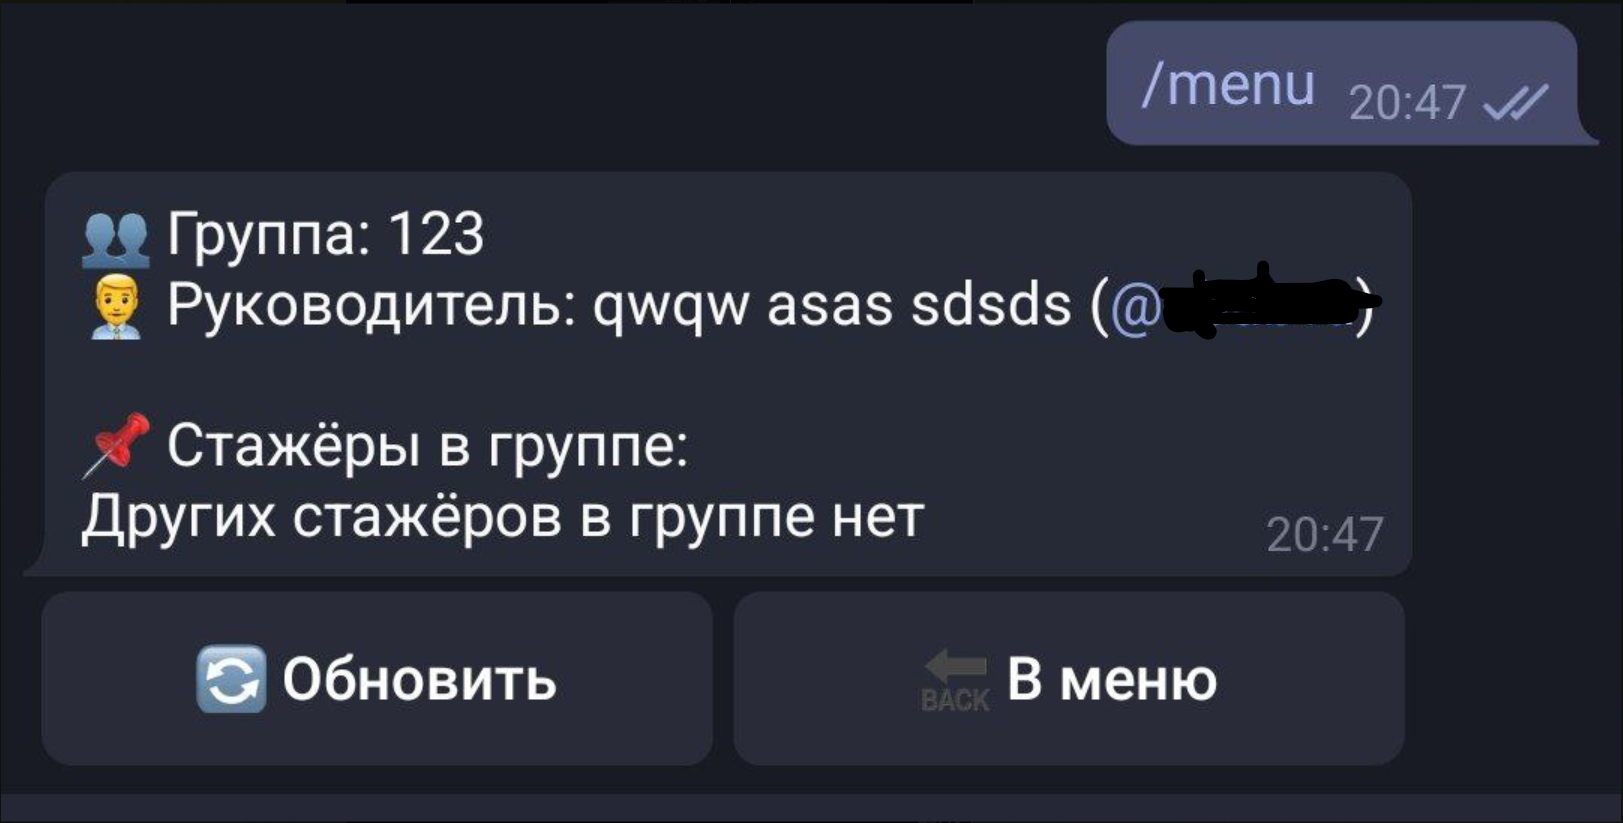 /menu 20:47
Группа: 123
Руководитель: qwqw asas sdsds (@)
Стажёры в группе:
Других стажёров в группе нет
20:47
Обновить
BACK В меню